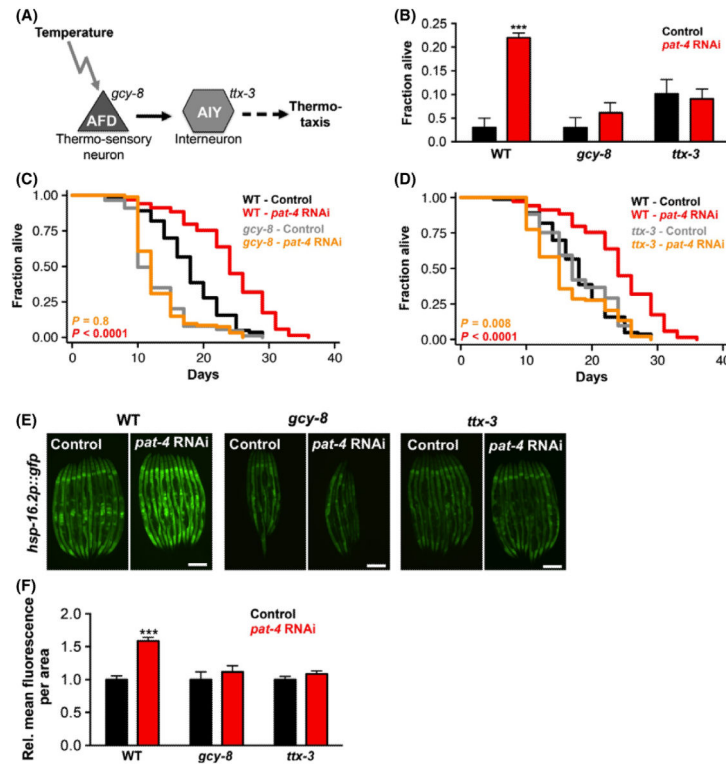 (A)
Temperature
gcy-8
ttx-3
AFD
AIY
Thermo-
taxis
Thermo-sensory
neuron
Interneuron
(B)
Fraction alive
0.25
0.20
0.15
0.10
0.05
0.00
***
Control
pat-4 RNAi
WT
gcy-8
ttx-3
(C)
Fraction alive
1.00
0.75
0.50
0.25
0.00
WT - Control
WT - pat-4 RNAi
gcy-8 - Control
gcy-8 - pat-4 RNAi
P = 0.8
P < 0.0001
0
10
20
30
40
Days
(D)
Fraction alive
1.00
0.75
0.50
0.25
0.00
WT - Control
WT - pat-4 RNAi
ttx-3 - Control
ttx-3 - pat-4 RNAi
P = 0.008
P < 0.0001
0
10
20
30
40
Days
(E)
WT
gcy-8
ttx-3
hsp-16.2p::gfp
Control
pat-4 RNAi
Control
pat-4 RNAi
Control
pat-4 RNAi
(F)
Rel. mean fluorescence
per area
2.0
1.5
1.0
0.5
0.0
***
Control
pat-4 RNAi
WT
gcy-8
ttx-3